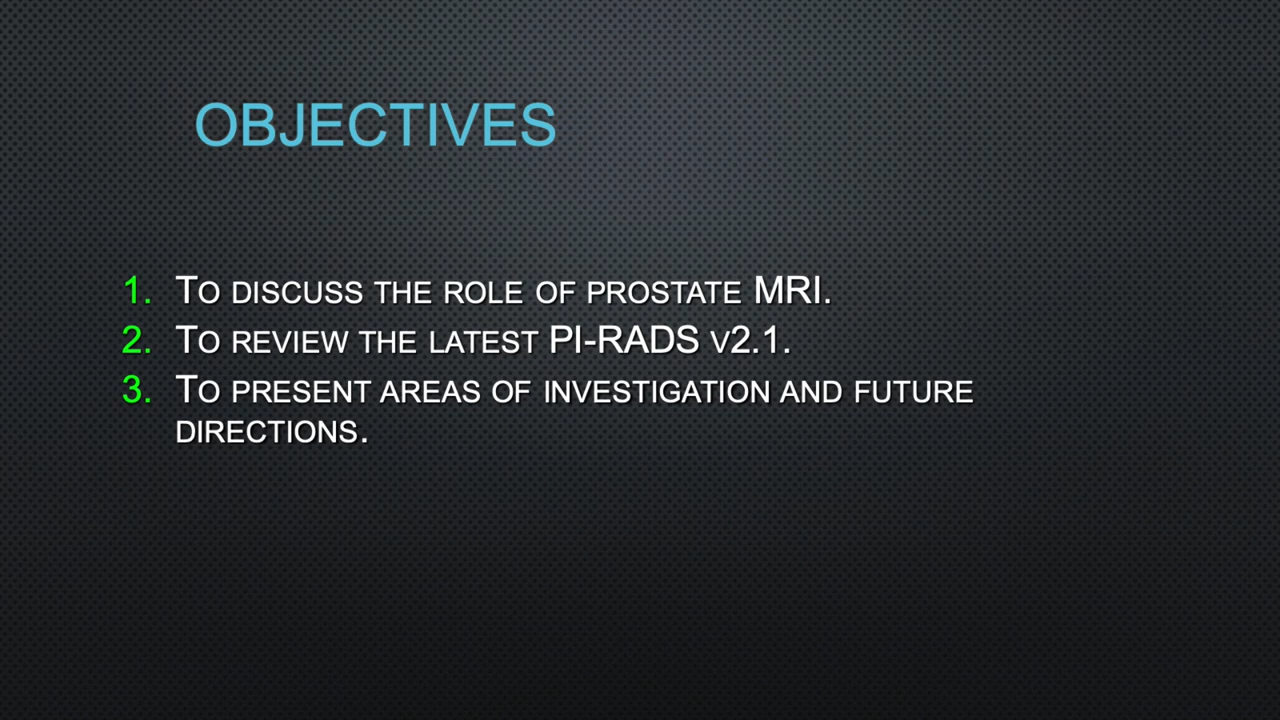 OBJECTIVES
1. To discuss the role of prostate MRI.
2. To review the latest PI-RADS v2.1.
3. To present areas of investigation and future
directions.